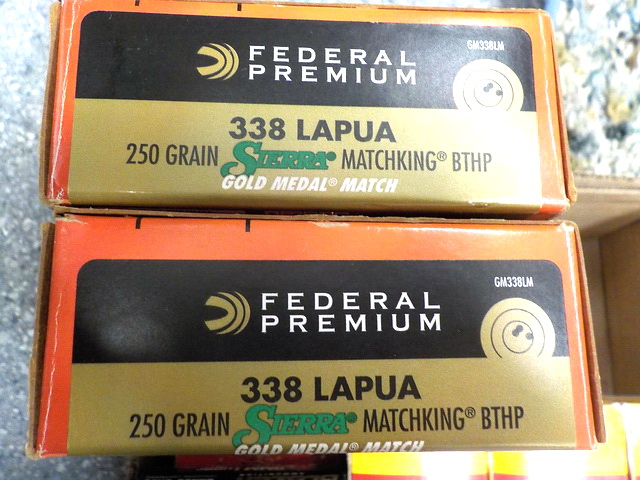 FEDERAL
PREMIUM
GM338LM
338 LAPUA
250 GRAIN SIERRA® MATCHKING® BTHP
GOLD MEDAL® MATCH
FEDERAL
PREMIUM
GM338LM
338 LAPUA
250 GRAIN SIERRA® MATCHKING® BTHP
GOLD MEDAL® MATCH